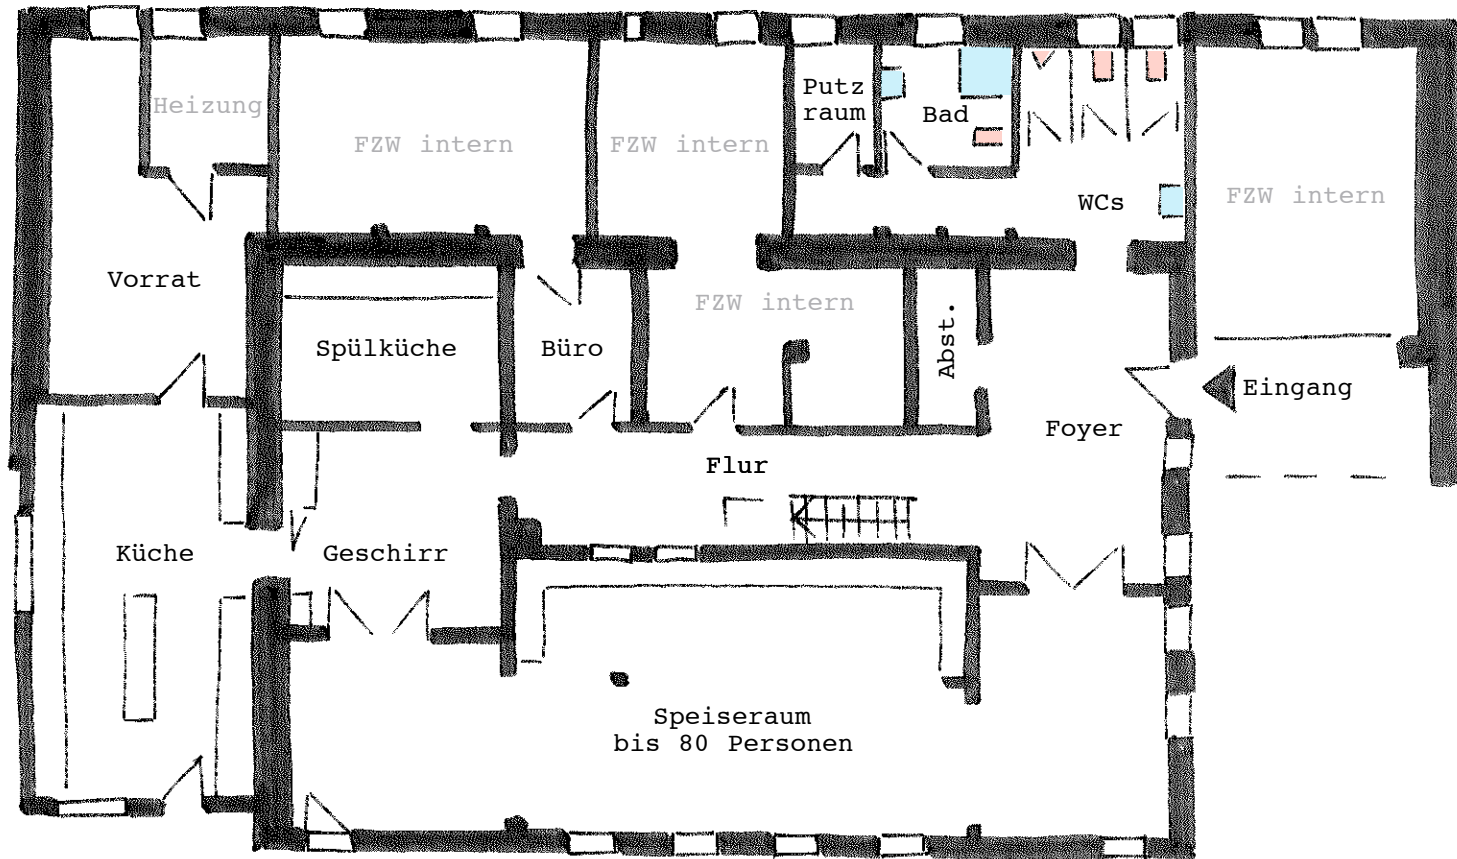 Heizung
FZW intern
FZW intern
Putz
raum
Bad
WCs
FZW intern
Vorrat
Spülküche
Büro
FZW intern
Abst.
Eingang
Foyer
Flur
Küche
Geschirr
Speiseraum
bis 80 Personen